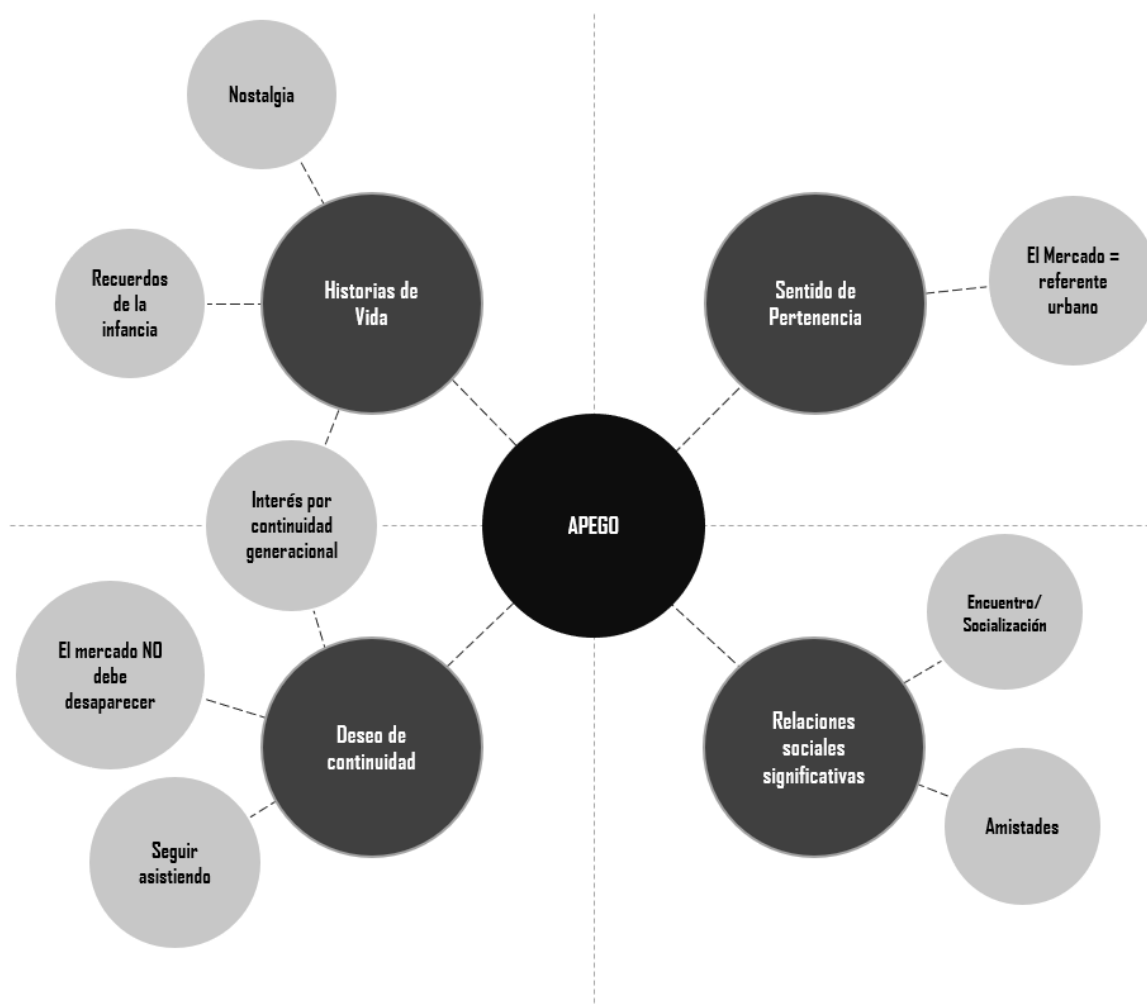 Nostalgia
Recuerdos
de la
infancia
Historias de
Vida
Sentido de
Pertenencia
El Mercado =
referente
urbano
Interés por
continuidad
generacional
APEGO
El mercado NO
debe
desaparecer
Deseo de
continuidad
Seguir
asistiendo
Relaciones
sociales
significativas
Encuentro/
Socialización
Amistades